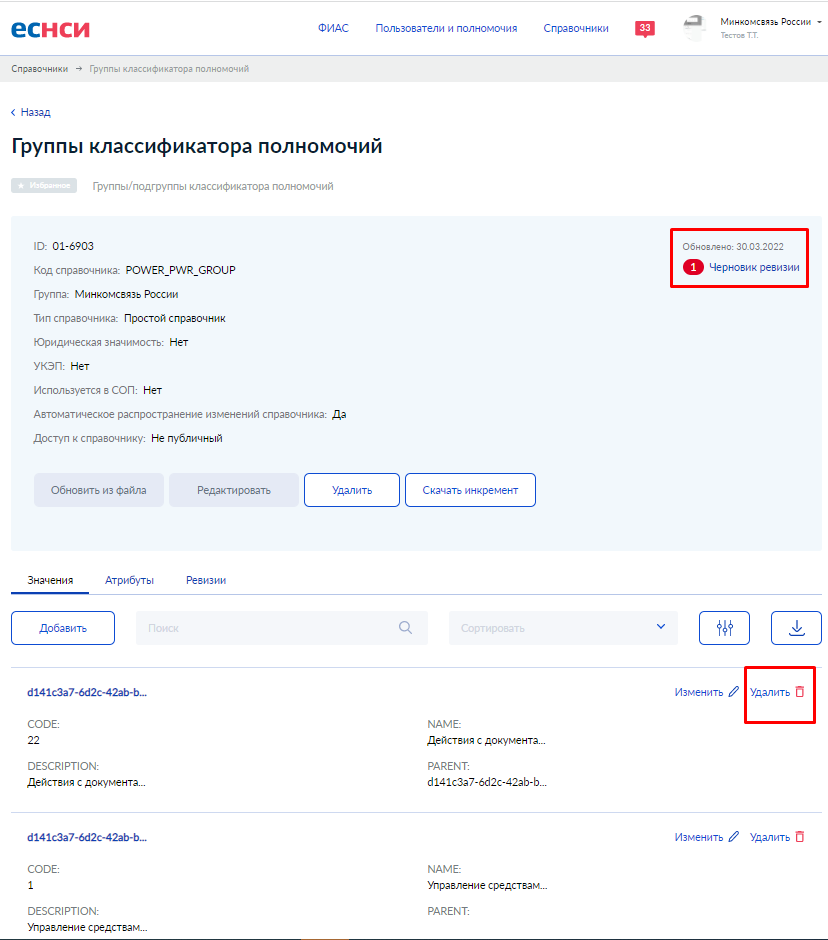 еснси
ФИАС Пользователи и полномочия Справочники 33 Минкомсвязь России
Тестов Т.Т.
Справочники → Группы классификатора полномочий
Назад
Группы классификатора полномочий
Избранное Группы/подгруппы классификатора полномочий
ID: 01-6903
Обновлено: 30.03.2022
Код справочника: POWER_PWR_GROUP
1 Черновик ревизии
Группа: Минкомсвязь России
Тип справочника: Простой справочник
Юридическая значимость: Нет
УКЭП: Нет
Используется в СОП: Нет
Автоматическое распространие изменений справочника: Да
Доступ к справочнику: Не публичный
Обновить из файла Редактировать Удалить Скачать инкремент
Значения Атрибуты Ревизии
Добавить Поиск Сортировать
d141c3a7-6d2c-42ab-b... Изменить Удалить
CODE: NAME:
22 Действия с документа...
DESCRIPTION: PARENT:
Действия с документа... d141c3a7-6d2c-42ab-b...
d141c3a7-6d2c-42ab-b... Изменить Удалить
CODE: NAME:
1 Управление средствам...
DESCRIPTION: PARENT:
Управление средствам...